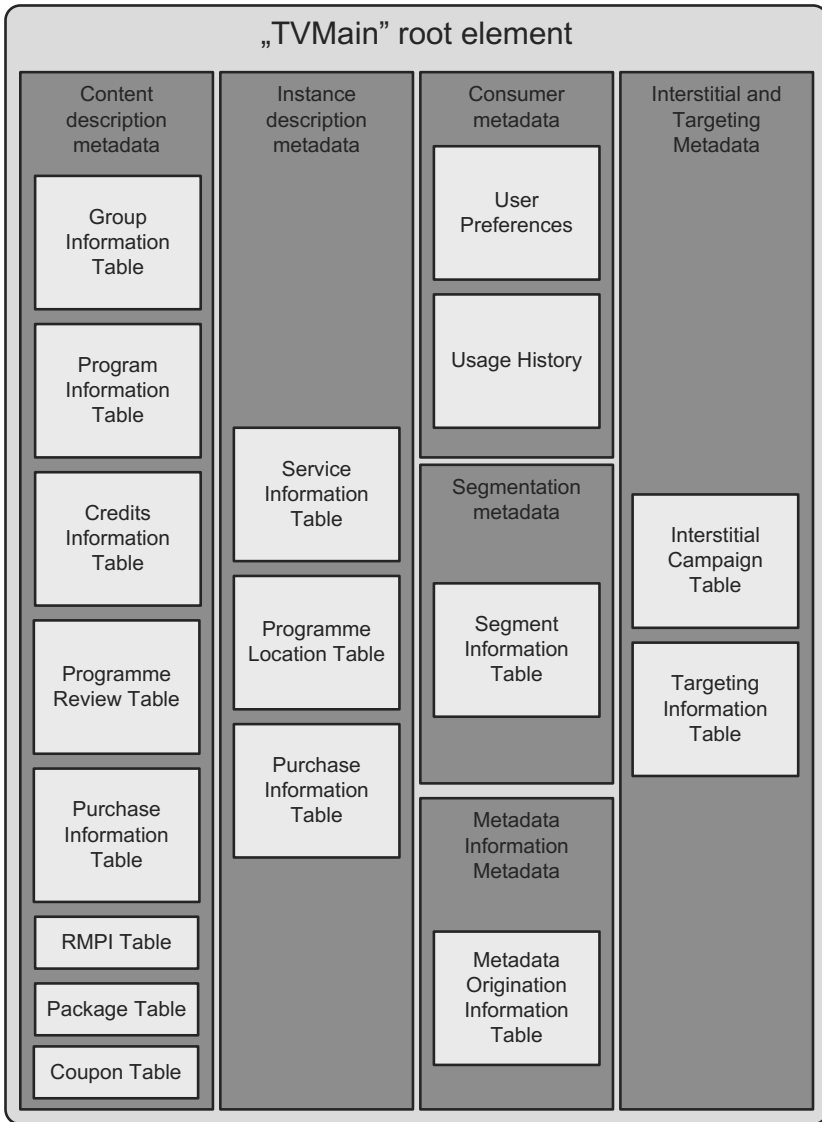 „TVMain” root element
Content
description
metadata
Group
Information
Table
Program
Information
Table
Credits
Information
Table
Programme
Review Table
Purchase
Information
Table
RMPI Table
Package Table
Coupon Table
Instance
description
metadata
Service
Information
Table
Programme
Location Table
Purchase
Information
Table
Consumer
metadata
User
Preferences
Usage History
Segmentation
metadata
Segment
Information
Table
Metadata
Information
Metadata
Metadata
Origination
Information
Table
Interstitial and
Targeting
Metadata
Interstitial
Campaign
Table
Targeting
Information
Table